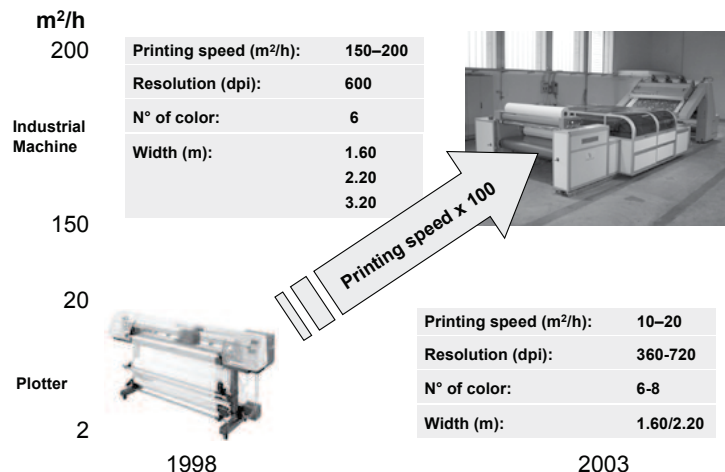 m²/h
200
Printing speed (m²/h): 150–200
Resolution (dpi): 600
N° of color: 6
Width (m): 1.60
2.20
3.20
Industrial
Machine
150
Printing speed x 100
20
Plotter
2
Printing speed (m²/h): 10–20
Resolution (dpi): 360-720
N° of color: 6-8
Width (m): 1.60/2.20
1998 2003